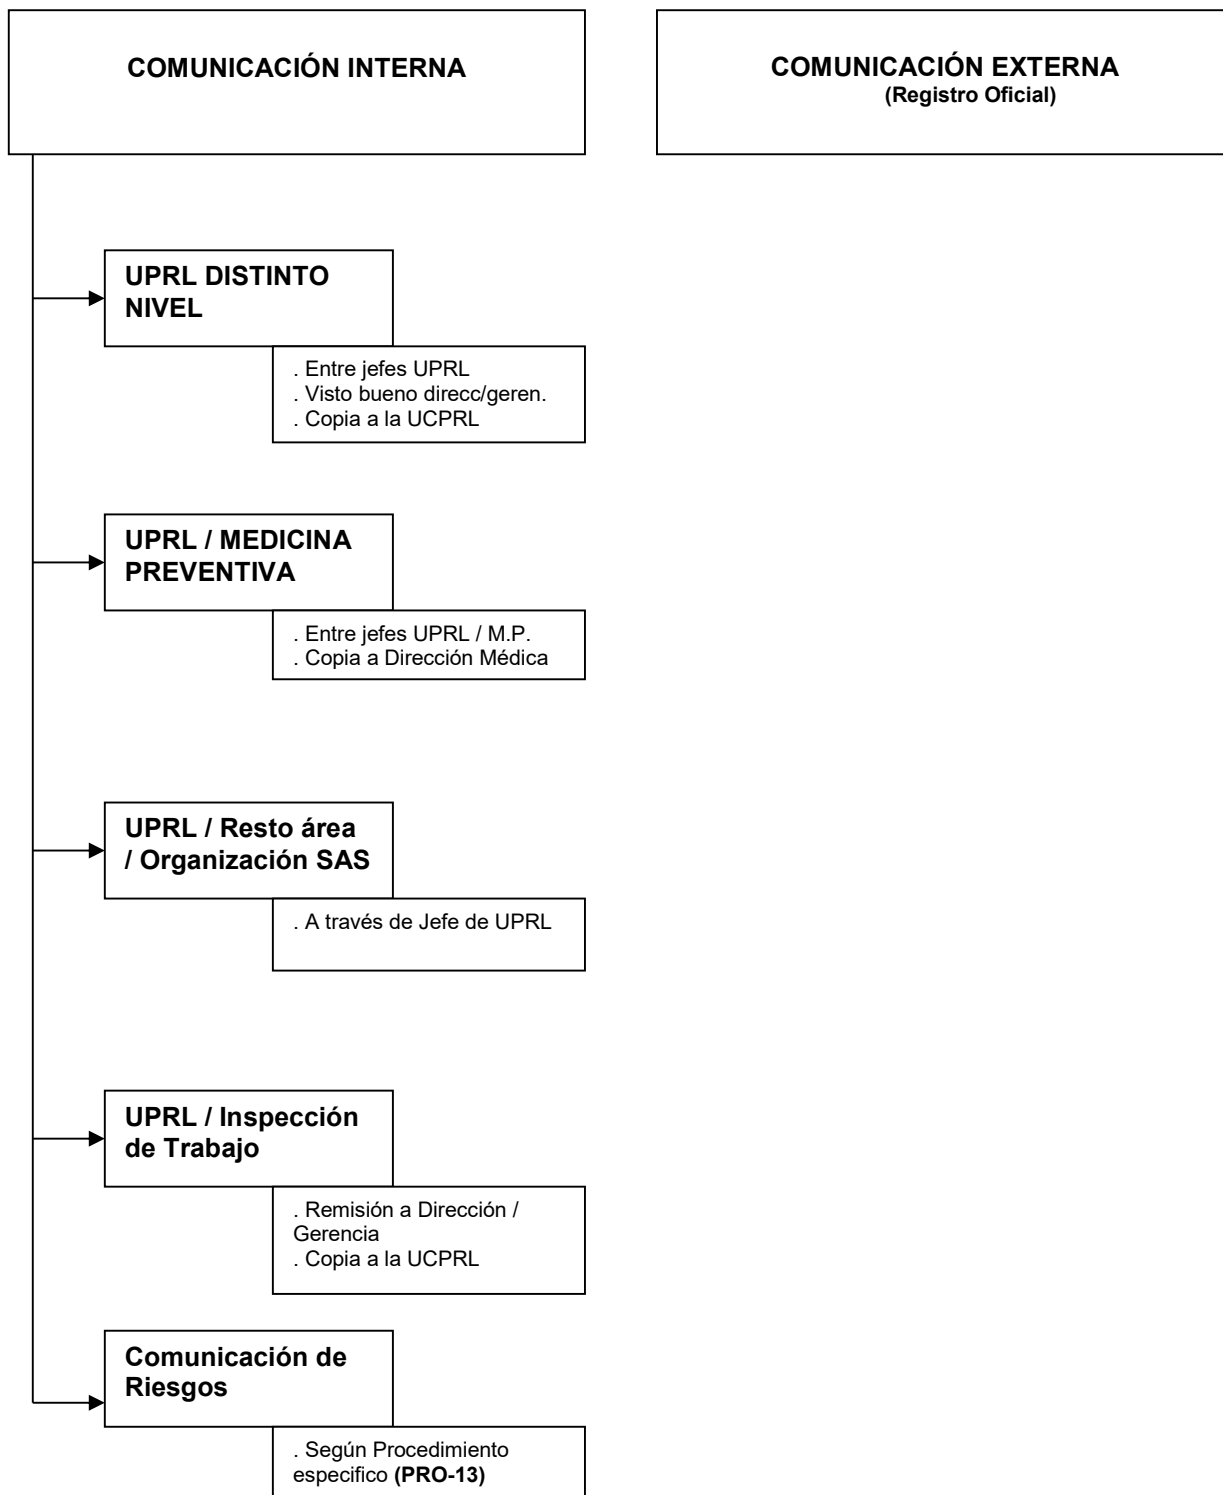 COMUNICACIÓN INTERNA
COMUNICACIÓN EXTERNA
(Registro Oficial)
UPRL DISTINTO
NIVEL
. Entre jefes UPRL
. Visto bueno direcc/geren.
. Copia a la UCPRL
UPRL / MEDICINA
PREVENTIVA
. Entre jefes UPRL / M.P.
. Copia a Dirección Médica
UPRL / Resto área
/ Organización SAS
. A través de Jefe de UPRL
UPRL / Inspección
de Trabajo
. Remisión a Dirección /
Gerencia
. Copia a la UCPRL
Comunicación de
Riesgos
. Según Procedimiento
especifico (PRO-13)